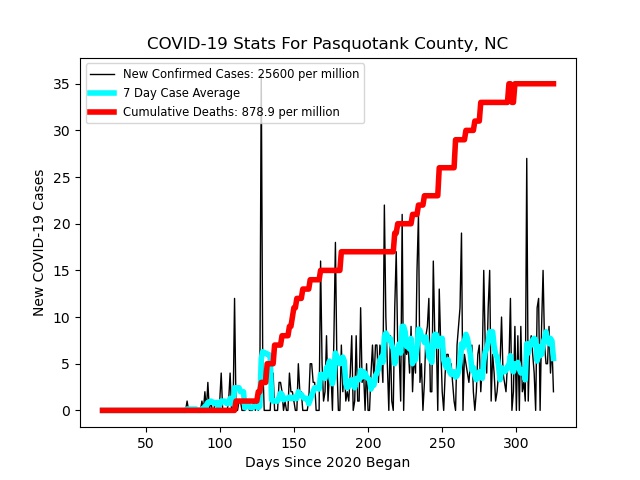 COVID-19 Stats For Pasquotank County, NC
New Confirmed Cases: 25600 per million
7 Day Case Average
Cumulative Deaths: 878.9 per million
New COVID-19 Cases
35
30
25
20
15
10
5
0
50 100 150 200 250 300
Days Since 2020 Began